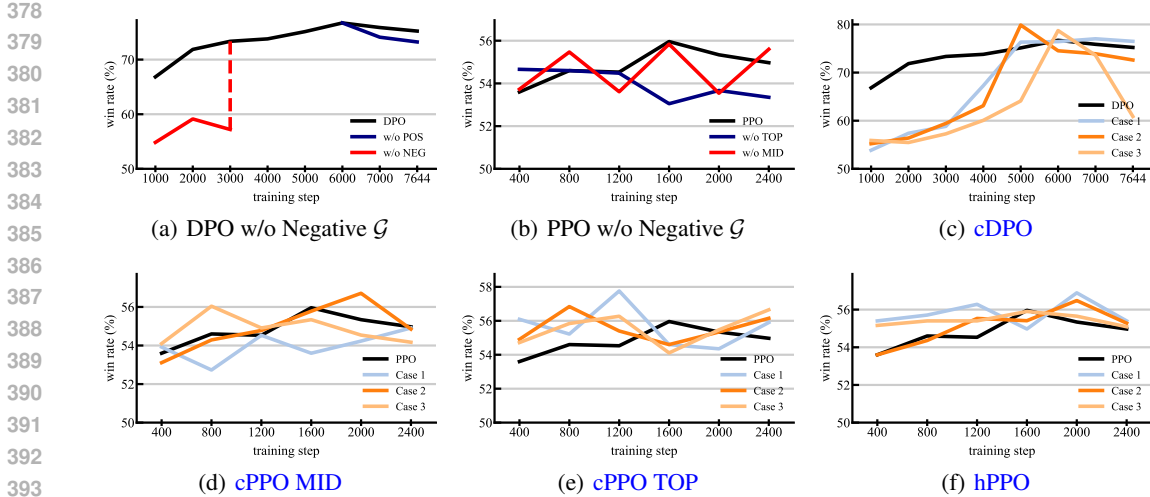 378
379
380
381
382
383
384
385
386
387
388
389
390
391
392
393
win rate (%)
70
60
50
DPO
w/o POS
w/o NEG
1000 2000 3000 4000 5000 6000 7000 7644
training step
(a) DPO w/o Negative 𝒢
win rate (%)
56
54
52
50
PPO
w/o TOP
w/o MID
400 800 1200 1600 2000 2400
training step
(b) PPO w/o Negative 𝒢
win rate (%)
80
70
60
50
DPO
Case 1
Case 2
Case 3
1000 2000 3000 4000 5000 6000 7000 7644
training step
(c) cDPO
win rate (%)
56
54
52
50
PPO
Case 1
Case 2
Case 3
400 800 1200 1600 2000 2400
training step
(d) cPPO MID
win rate (%)
58
56
54
52
50
PPO
Case 1
Case 2
Case 3
400 800 1200 1600 2000 2400
training step
(e) cPPO TOP
win rate (%)
56
54
52
50
PPO
Case 1
Case 2
Case 3
400 800 1200 1600 2000 2400
training step
(f) hPPO